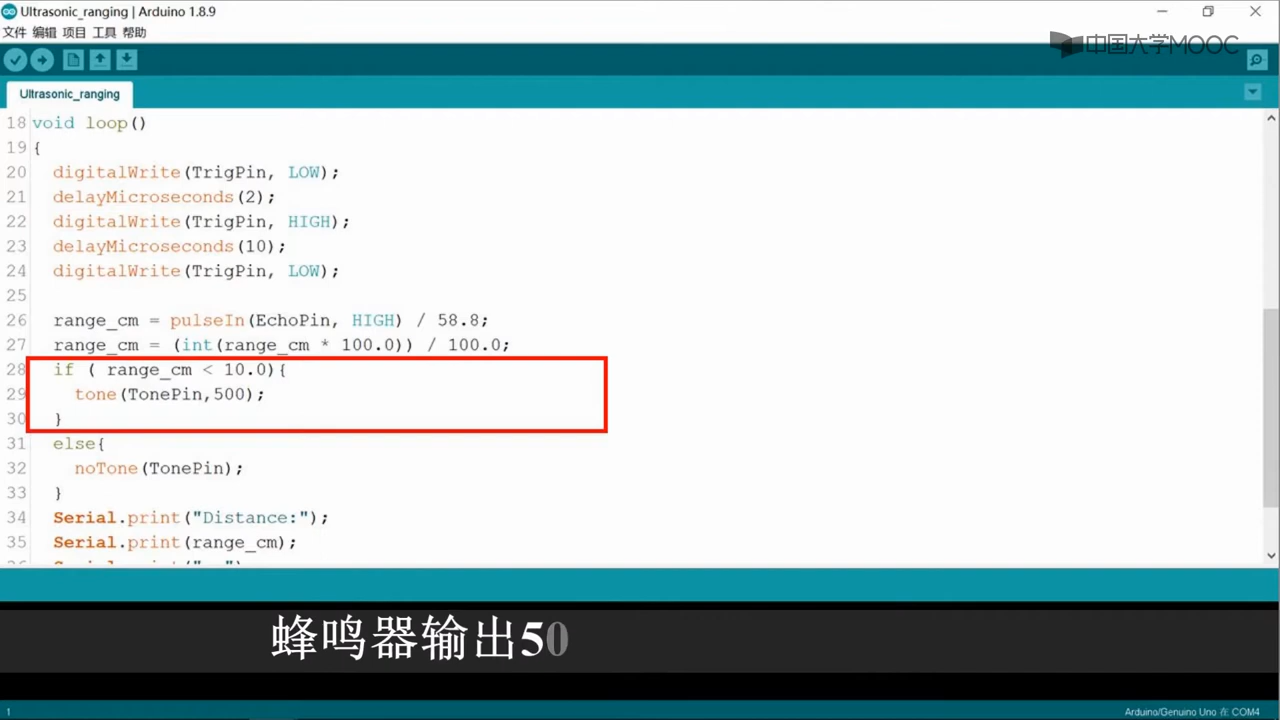 Ultrasonic_ranging | Arduino 1.8.9
文件 编辑 项目 工具 帮助
中国大学MOOC
Ultrasonic_ranging
18 void loop()
19 {
20 digitalWrite(TrigPin, LOW);
21 delayMicroseconds(2);
22 digitalWrite(TrigPin, HIGH);
23 delayMicroseconds(10);
24 digitalWrite(TrigPin, LOW);
25
26 range_cm = pulseIn(EchoPin, HIGH) / 58.8;
27 range_cm = (int(range_cm * 100.0)) / 100.0;
28 if ( range_cm < 10.0){
29 tone(TonePin,500);
30 }
31 else{
32 noTone(TonePin);
33 }
34 Serial.print("Distance:");
35 Serial.print(range_cm);
蜂鸣器输出50
1
Arduino/Genuino Uno 在 COM4